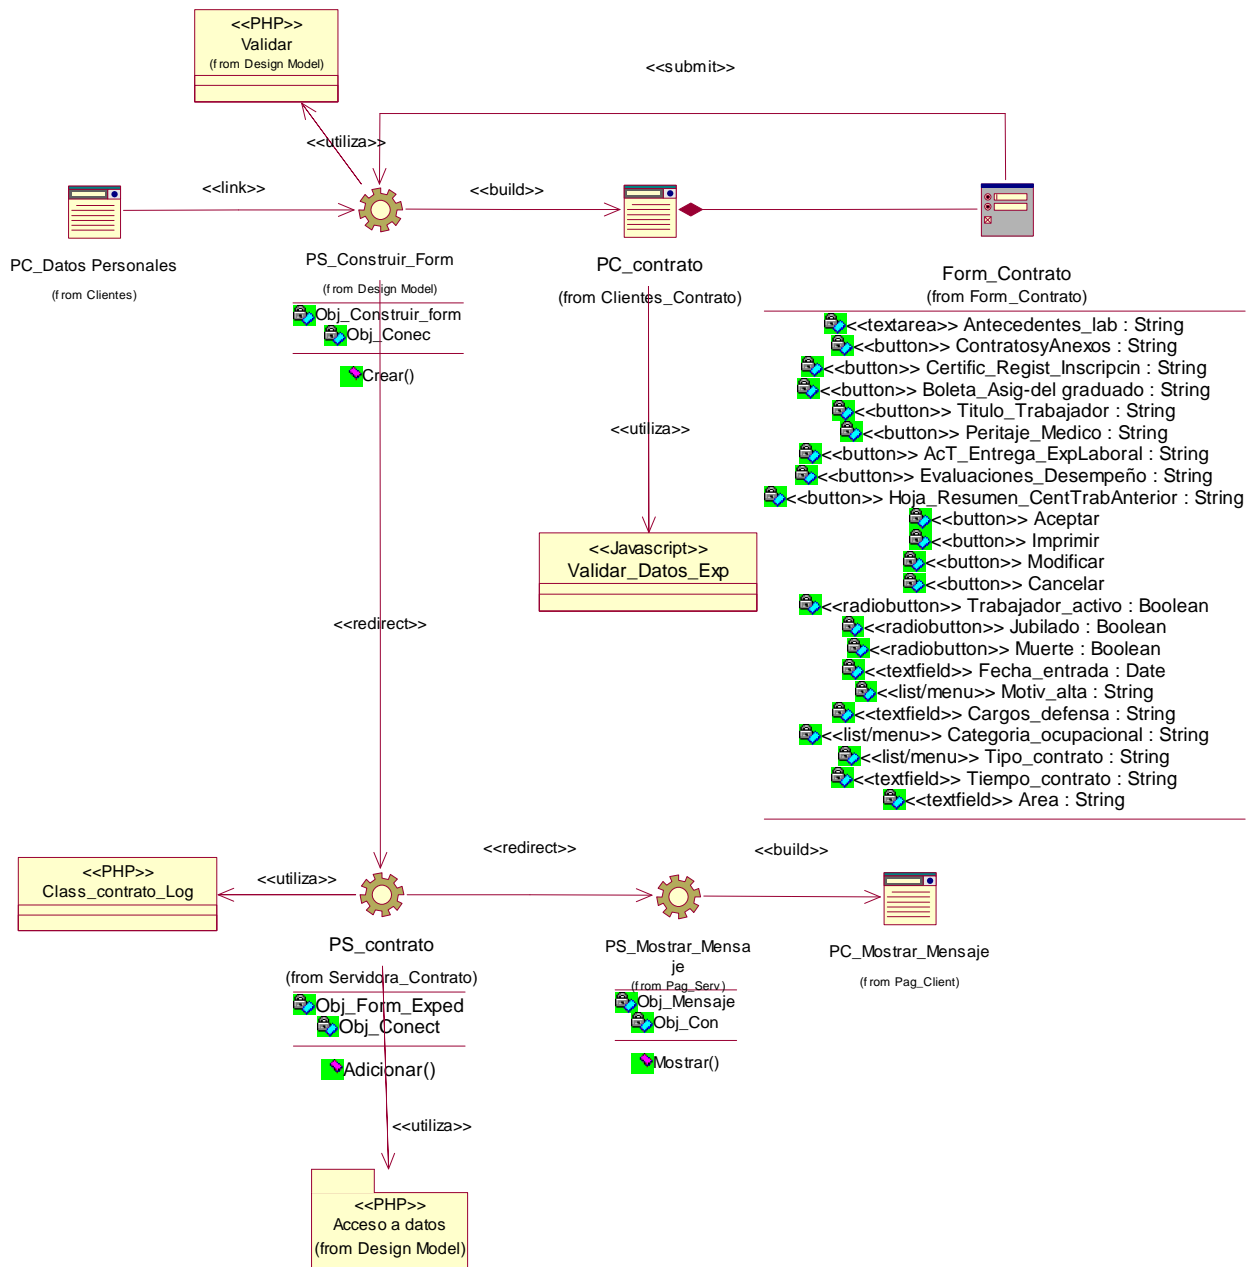 <<PHP>>
Validar
(from Design Model)
<<submit>>
<<utiliza>>
<<link>>
<<build>>
PC_Datos Personales
(from Clientes)
PS_Construir_Form
(from Design Model)
Obj_Construir_form
Obj_Conec
Crear()
PC_contrato
(from Clientes_Contrato)
Form_Contrato
(from Form_Contrato)
<<textarea>> Antecedentes_lab : String
<<button>> ContratosyAnexos : String
<<button>> Certific_Regist_Inscripcin : String
<<button>> Boleta_Asig-del graduado : String
<<button>> Titulo_Trabajador : String
<<button>> Peritaje_Medico : String
<<button>> AcT_Entrega_ExpLaboral : String
<<button>> Evaluaciones_Desempeño : String
<<button>> Hoja_Resumen_CentTrabAnterior : String
<<button>> Aceptar
<<button>> Imprimir
<<button>> Modificar
<<button>> Cancelar
<<radiobutton>> Trabajador_activo : Boolean
<<radiobutton>> Jubilado : Boolean
<<radiobutton>> Muerte : Boolean
<<textfield>> Fecha_entrada : Date
<<list/menu>> Motiv_alta : String
<<textfield>> Cargos_defensa : String
<<list/menu>> Categoria_ocupacional : String
<<list/menu>> Tipo_contrato : String
<<textfield>> Tiempo_contrato : String
<<textfield>> Area : String
<<utiliza>>
<<Javascript>>
Validar_Datos_Exp
<<redirect>>
<<redirect>>
<<build>>
<<PHP>>
Class_contrato_Log
<<utiliza>>
PS_contrato
(from Servidora_Contrato)
Obj_Form_Exped
Obj_Conect
Adicionar()
PS_Mostrar_Mensa
je
(from Pag_Serv)
Obj_Mensaje
Obj_Con
Mostrar()
PC_Mostrar_Mensaje
(from Pag_Client)
<<utiliza>>
<<PHP>>
Acceso a datos
(from Design Model)